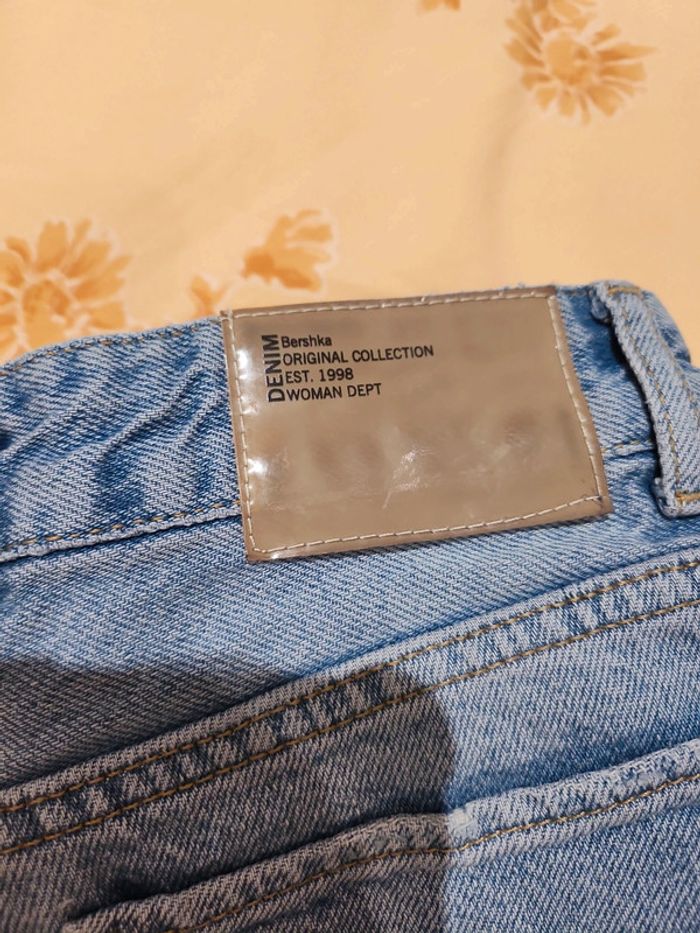 DENIM
Bershka
ORIGINAL COLLECTION
EST. 1998
WOMAN DEPT